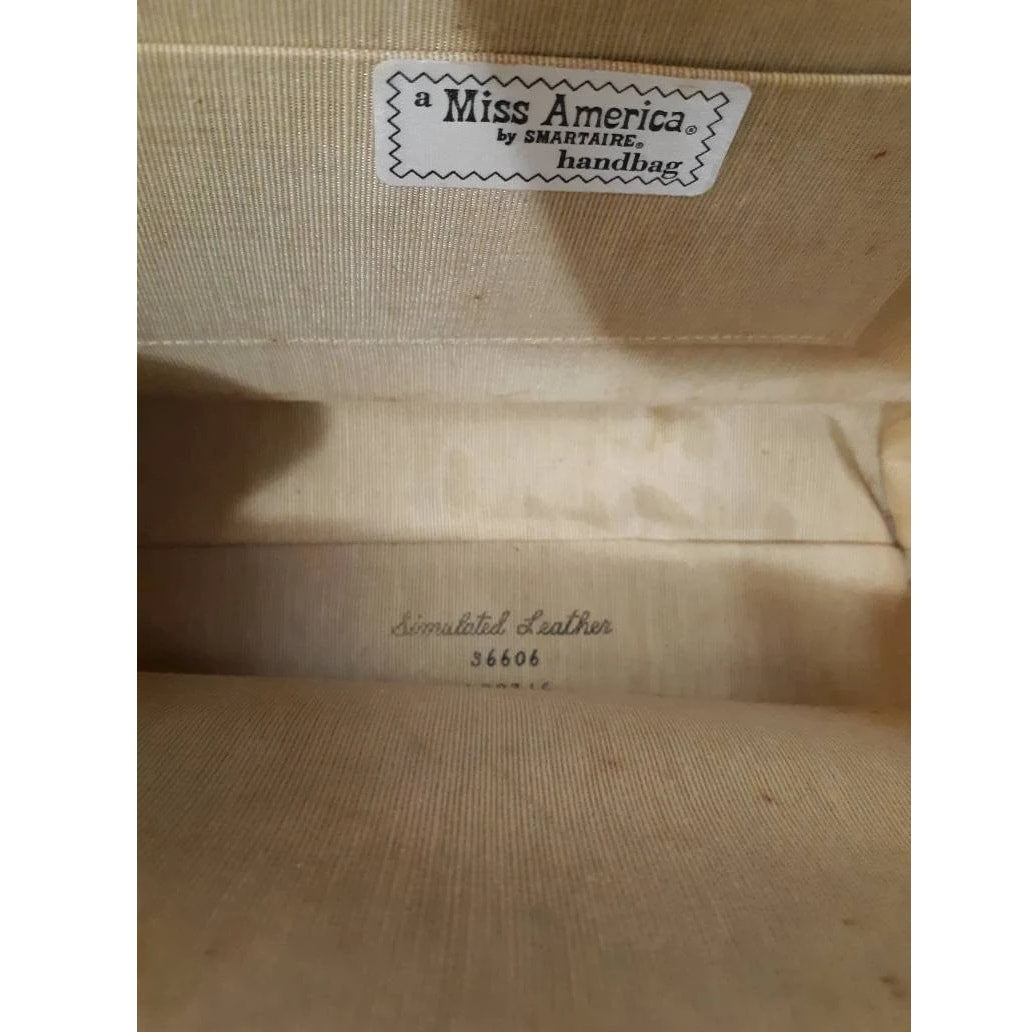 a Miss America®
by SMARTAIRE®
handbag
Simulated Leather
36606